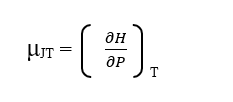 μJT = (∂H/∂P)T